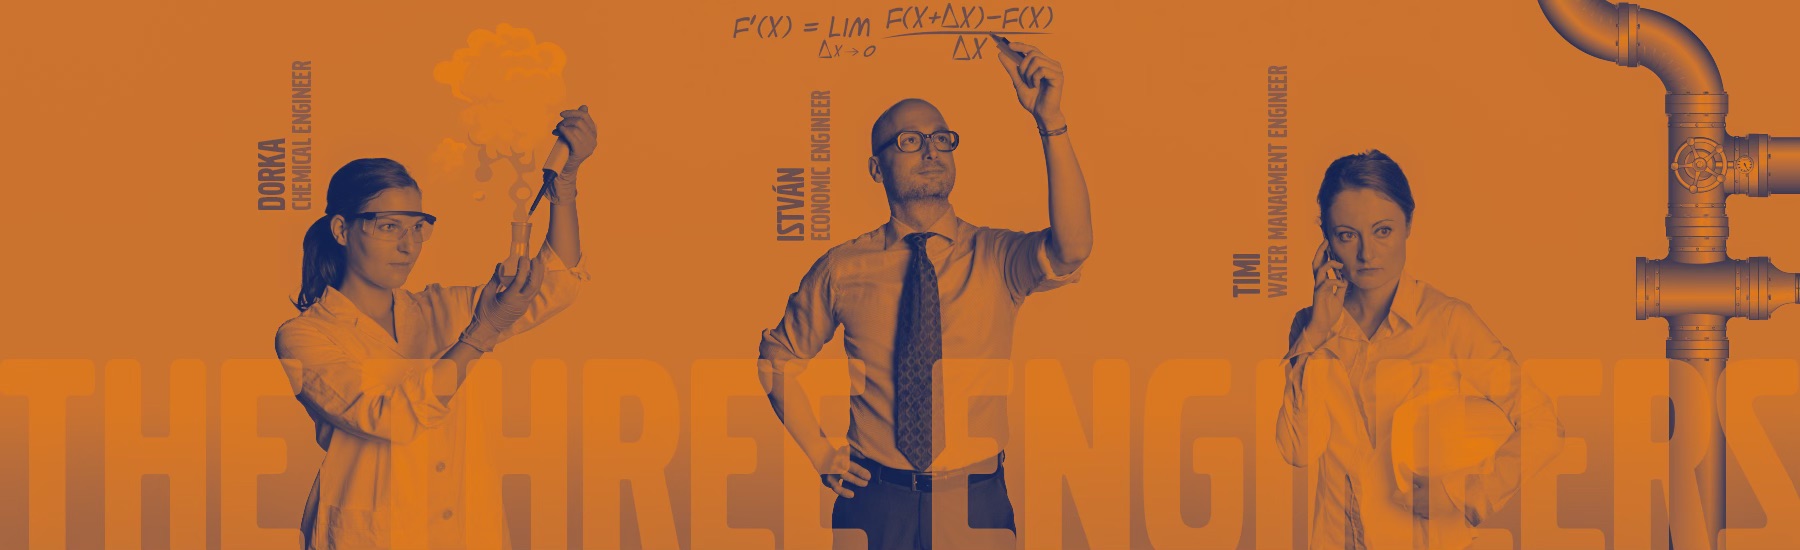 F'(X) = LIM F(X+ΔX)-F(X)
ΔX→0 ΔX
DORKA
CHEMICAL ENGINEER
ISTVÁN
ECONOMIC ENGINEER
TIMI
WATER MANAGMENT ENGINEER
THE THREE ENGINEERS